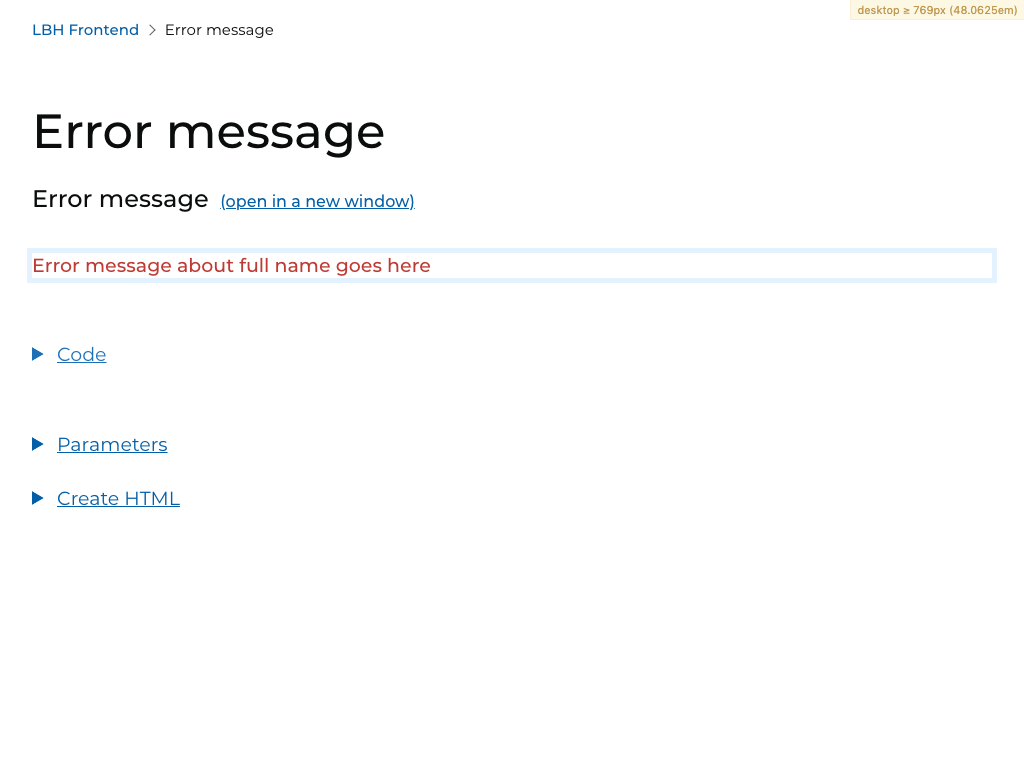 desktop ≥ 769px (48.0625em)
LBH Frontend Error message
Error message
Error message (open in a new window)
Error message about full name goes here
Code
Parameters
Create HTML